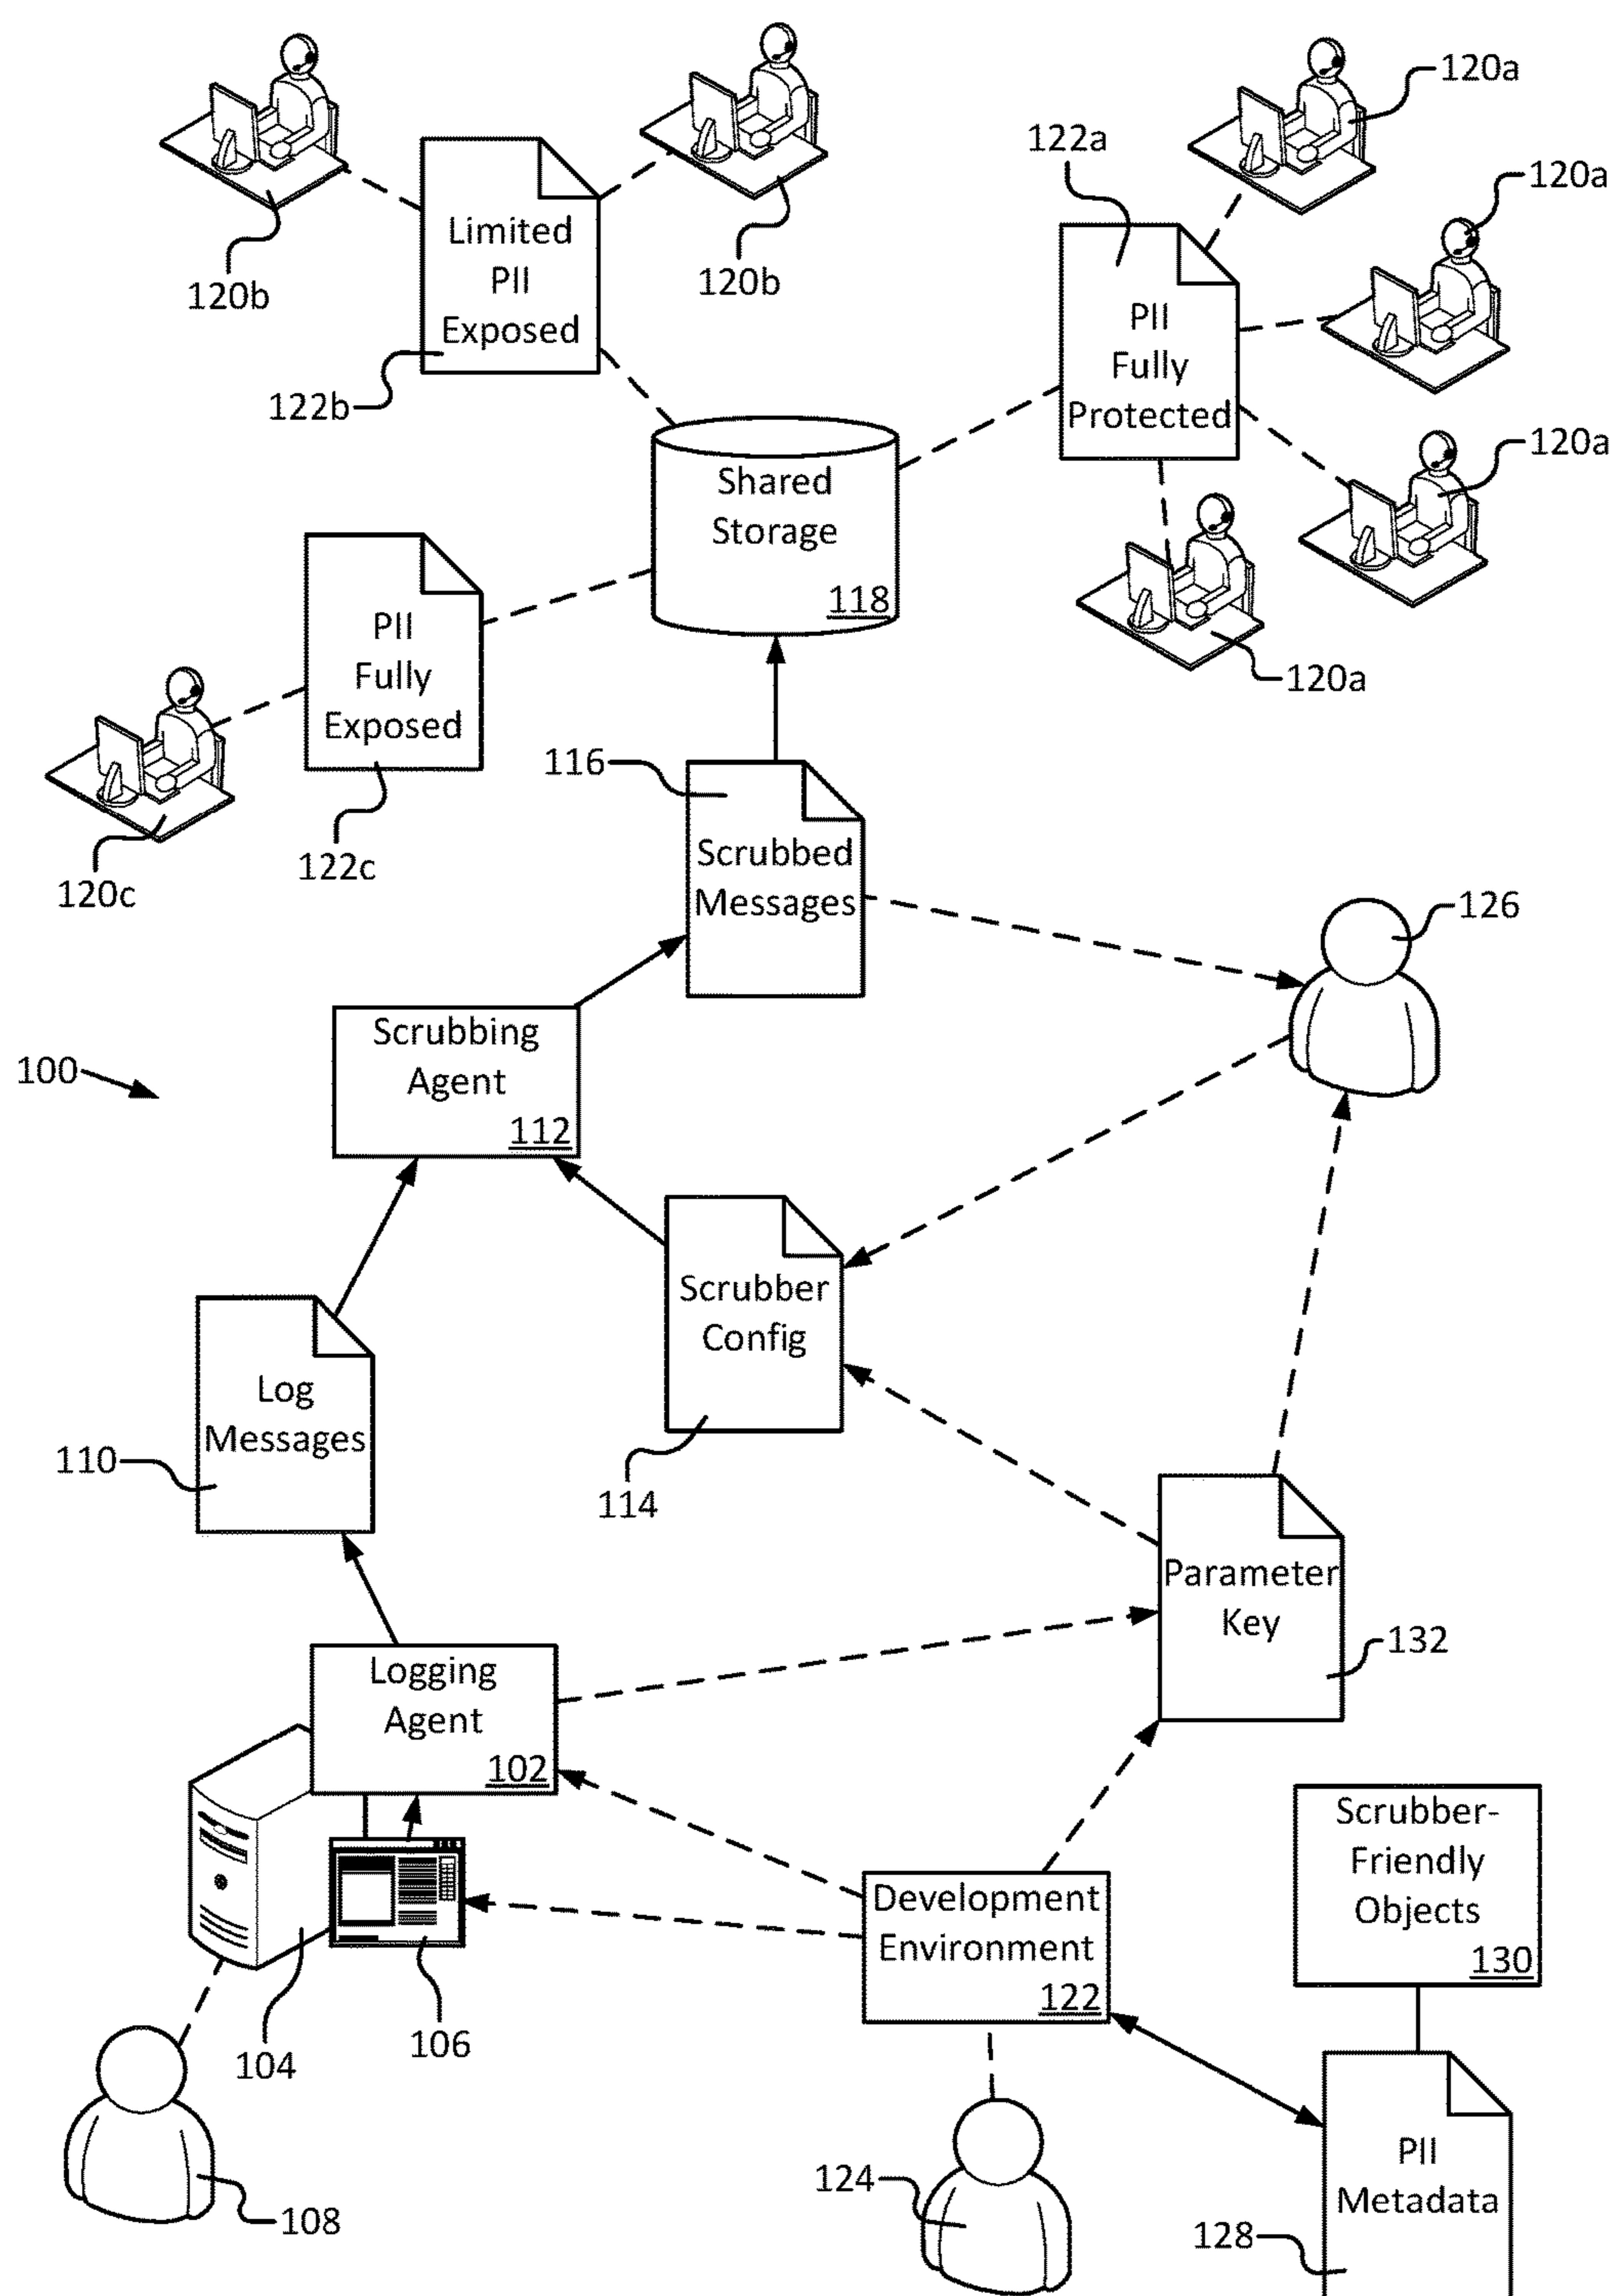 120a
122a
120a
Limited
PII
Exposed
120b
120b
PII
Fully
Protected
122b
120a
Shared
Storage
118
PII
Fully
Exposed
120a
116
122c
120c
Scrubbed
Messages
126
Scrubbing
Agent
112
100
Scrubber
Config
Log
Messages
110
114
Parameter
Key
132
Logging
Agent
102
Scrubber-
Friendly
Objects
130
Development
Environment
122
106
104
PII
Metadata
124
108
128